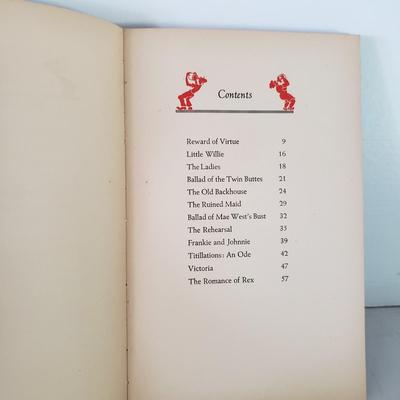 Contents
Reward of Virtue 9
Little Willie 16
The Ladies 18
Ballad of the Twin Buttes 21
The Old Backhouse 24
The Ruined Maid 29
Ballad of Mae West's Bust 32
The Rehearsal 35
Frankie and Johnnie 39
Titillations: An Ode 42
Victoria 47
The Romance of Rex 57